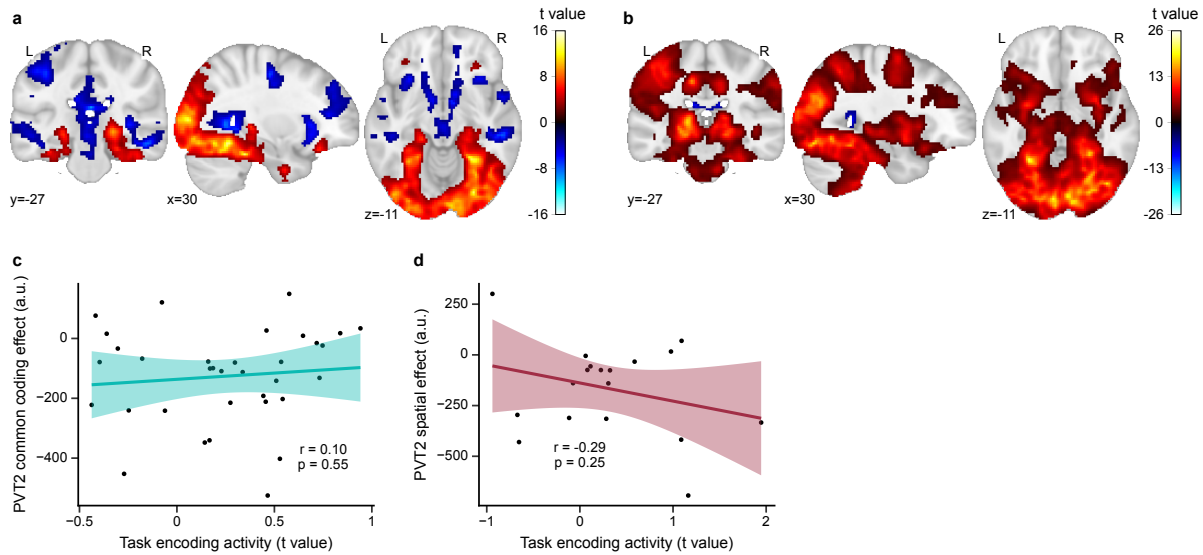 a
L
R
y=-27
x=30
L
R
z=-11
t value
16
8
0
-8
-16
b
L
R
y=-27
x=30
L
R
z=-11
t value
26
13
0
-13
-26
c
PVT2 common coding effect (a.u.)
0
−200
−400
r = 0.10
p = 0.55
−0.5
0
0.5
1
Task encoding activity (t value)
d
PVT2 spatial effect (a.u.)
250
0
−250
−500
r = -0.29
p = 0.25
−1
0
1
2
Task encoding activity (t value)